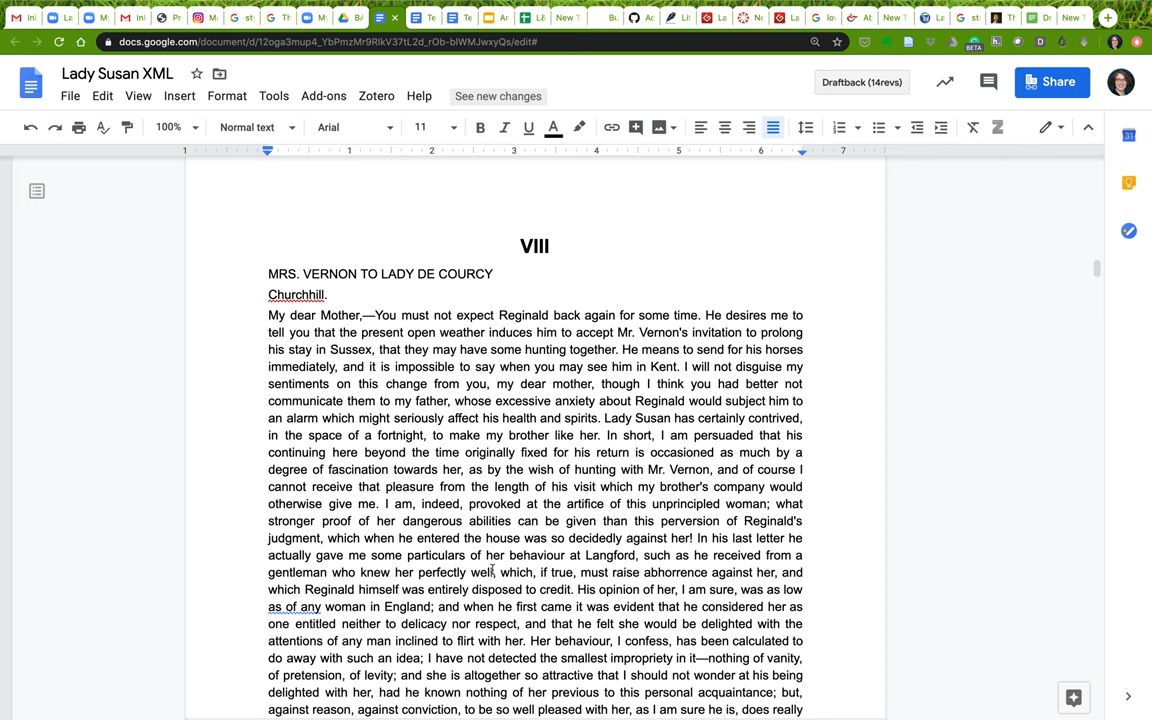 docs.google.com/document/d/12oga3mup4_YbPmzMr9RlkV37tL2d_rOb-bIWMJwxyQs/edit#
Lady Susan XML
File Edit View Insert Format Tools Add-ons Zotero Help See new changes
Draftback (14revs)
Share
100% Normal text Arial 11
1 1 2 3 4 5 6 7
VIII
MRS. VERNON TO LADY DE COURCY
Churchhill.
My dear Mother,—You must not expect Reginald back again for some time. He desires me to
tell you that the present open weather induces him to accept Mr. Vernon's invitation to prolong
his stay in Sussex, that they may have some hunting together. He means to send for his horses
immediately, and it is impossible to say when you may see him in Kent. I will not disguise my
sentiments on this change from you, my dear mother, though I think you had better not
communicate them to my father, whose excessive anxiety about Reginald would subject him to
an alarm which might seriously affect his health and spirits. Lady Susan has certainly contrived,
in the space of a fortnight, to make my brother like her. In short, I am persuaded that his
continuing here beyond the time originally fixed for his return is occasioned as much by a
degree of fascination towards her, as by the wish of hunting with Mr. Vernon, and of course I
cannot receive that pleasure from the length of his visit which my brother's company would
otherwise give me. I am, indeed, provoked at the artifice of this unprincipled woman; what
stronger proof of her dangerous abilities can be given than this perversion of Reginald's
judgment, which when he entered the house was so decidedly against her! In his last letter he
actually gave me some particulars of her behaviour at Langford, such as he received from a
gentleman who knew her perfectly well, which, if true, must raise abhorrence against her, and
which Reginald himself was entirely disposed to credit. His opinion of her, I am sure, was as low
as of any woman in England; and when he first came it was evident that he considered her as
one entitled neither to delicacy nor respect, and that he felt she would be delighted with the
attentions of any man inclined to flirt with her. Her behaviour, I confess, has been calculated to
do away with such an idea; I have not detected the smallest impropriety in it—nothing of vanity,
of pretension, of levity; and she is altogether so attractive that I should not wonder at his being
delighted with her, had he known nothing of her previous to this personal acquaintance; but,
against reason, against conviction, to be so well pleased with her, as I am sure he is, does really